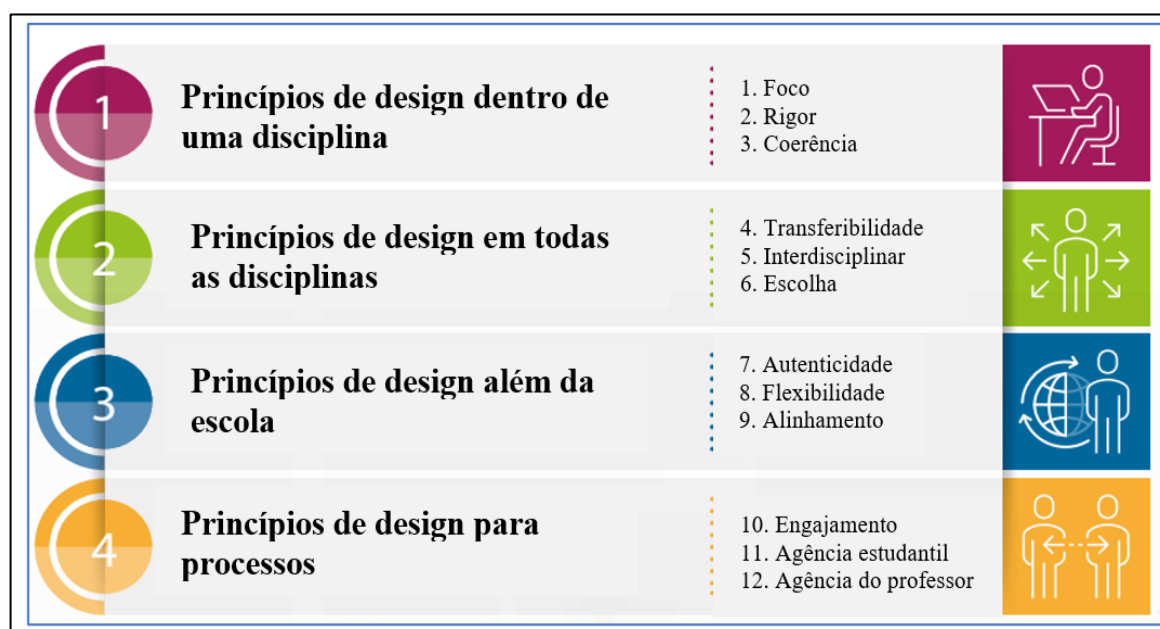 1
Princípios de design dentro de
uma disciplina
1. Foco
2. Rigor
3. Coerência
2
Princípios de design em todas
as disciplinas
4. Transferibilidade
5. Interdisciplinar
6. Escolha
3
Princípios de design além da
escola
7. Autenticidade
8. Flexibilidade
9. Alinhamento
4
Princípios de design para
processos
10. Engajamento
11. Agência estudantil
12. Agência do professor